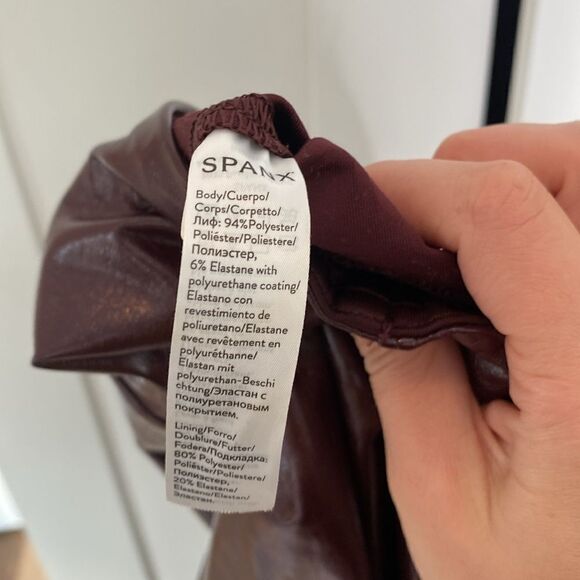 SPANX
Body/Cuerpo/
Corps/Corpetto/
Лиф: 94%Polyester/
Poliéster/Poliestere/
Полиэстер,
6% Elastane with
polyurethane coating/
Elastano con
revestimiento de
poliuretano/Elastane
avec revêtement en
polyuréthanne/
Elastan mit
polyurethan-Beschi
chtung/Эластан с
полиуретановым
покрытием.
Lining/Forro/
Doublure/Futter/
Fodera/Подкладка:
80% Polyester/
Poliéster/Poliestere/
Полиэстер,
20% Elastane/
Elastano/Elastan/
Эластан.